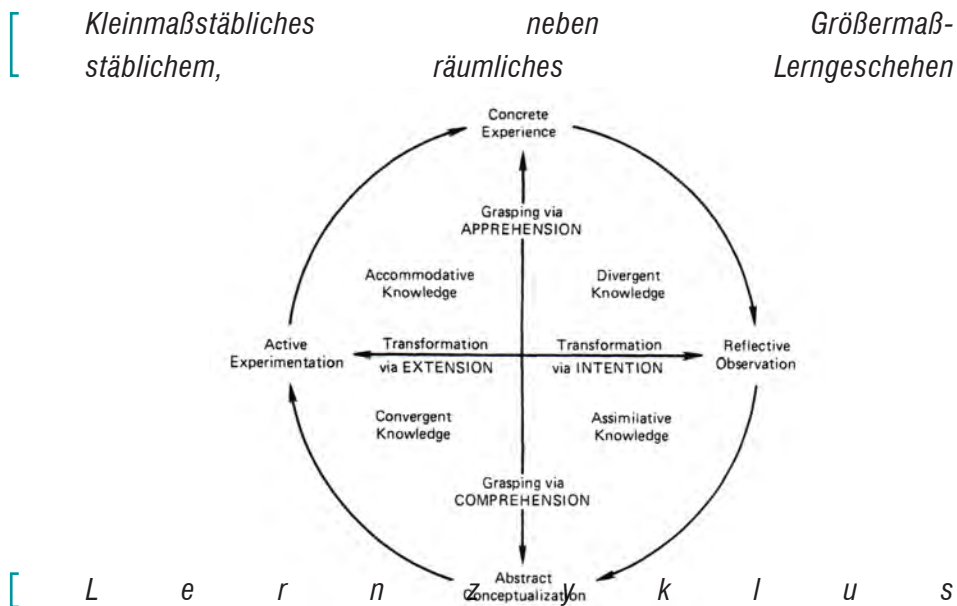 Kleinmaßstäbliches neben Größermaß-
stäblichem, räumliches Lerngeschehen
Concrete
Experience
Grasping via
APPREHENSION
Accommodative
Knowledge
Divergent
Knowledge
Active
Experimentation
Transformation
via EXTENSION
Transformation
via INTENTION
Reflective
Observation
Convergent
Knowledge
Assimilative
Knowledge
Grasping via
COMPREHENSION
Abstract
Conceptualization
L e r n z y k l u s